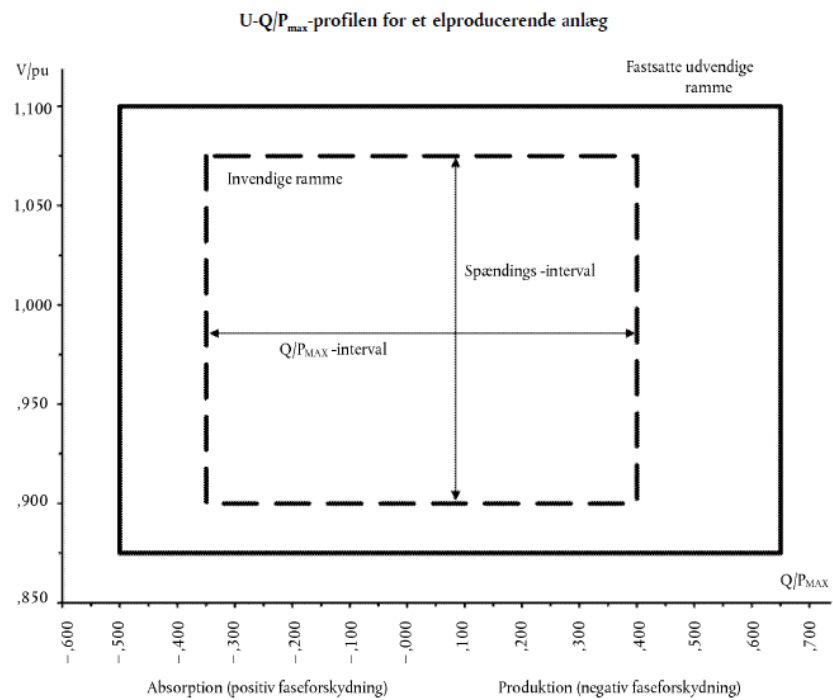 U-Q/Pmax-profilen for et elproducerende anlæg
V/pu
Fastsatte udvendige
ramme
1,100
Invendige ramme
1,050
Spændings -interval
1,000
Q/PMAX -interval
,950
,900
Q/PMAX
,850
–,600
–,500
–,400
–,300
–,200
–,100
–,000
,100
,200
,300
,400
,500
,600
,700
Absorption (positiv faseforskydning)
Produktion (negativ faseforskydning)